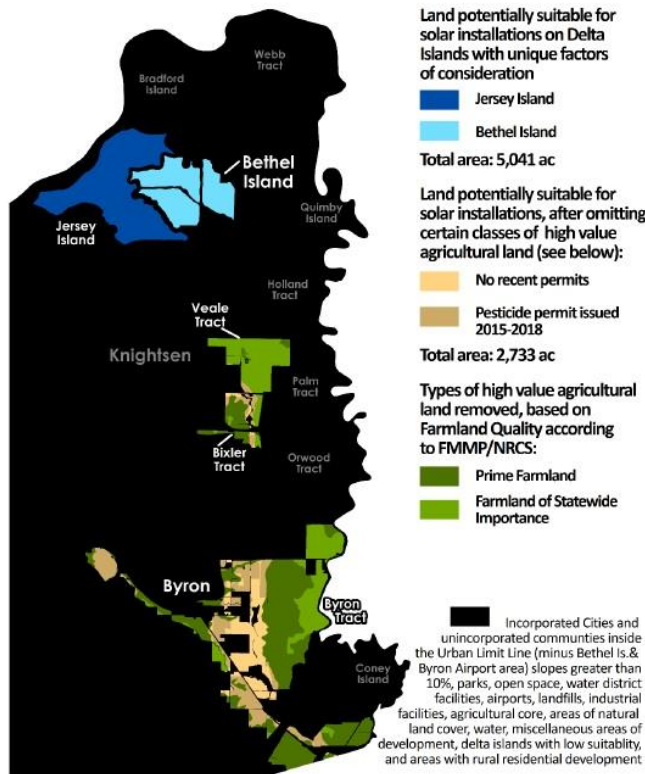 Webb
Tract
Bradford
Island
Bethel
Island
Jersey
Island
Quimby
Island
Holland
Tract
Veale
Tract
Knightsen
Palm
Tract
Bixler
Tract
Orwood
Tract
Byron
Byron
Tract
Coney
Island
Land potentially suitable for
solar installations on Delta
Islands with unique factors
of consideration
Jersey Island
Bethel Island
Total area: 5,041 ac
Land potentially suitable for
solar installations, after omitting
certain classes of high value
agricultural land (see below):
No recent permits
Pesticide permit issued
2015-2018
Total area: 2,733 ac
Types of high value agricultural
land removed, based on
Farmland Quality according
to FMMP/NRCS:
Prime Farmland
Farmland of Statewide
Importance
Incorporated Cities and
unincorporated communties inside
the Urban Limit Line (minus Bethel Is.&
Byron Airport area) slopes greater than
10%, parks, open space, water district
facilities, airports, landfills, industrial
facilities, agricultural core, areas of natural
land cover, water, miscellaneous areas of
development, delta islands with low suitablity,
and areas with rural residential development